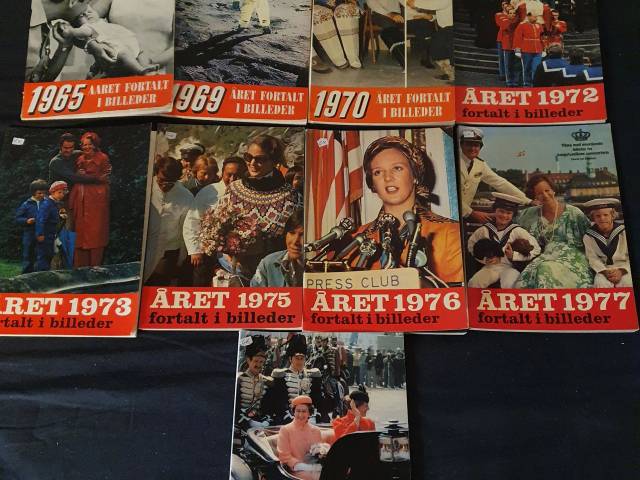 1965 AARET FORTALT
I BILLEDER
1969 ÅRET FORTALT
I BILLEDER
1970 ÅRET FORTALT
I BILLEDER
ÅRET 1972
fortalt i billeder
ÅRET 1973
fortalt i billeder
ÅRET 1975
fortalt i billeder
PRESS CLUB
ÅRET 1976
fortalt i billeder
ÅRET 1977
fortalt i billeder